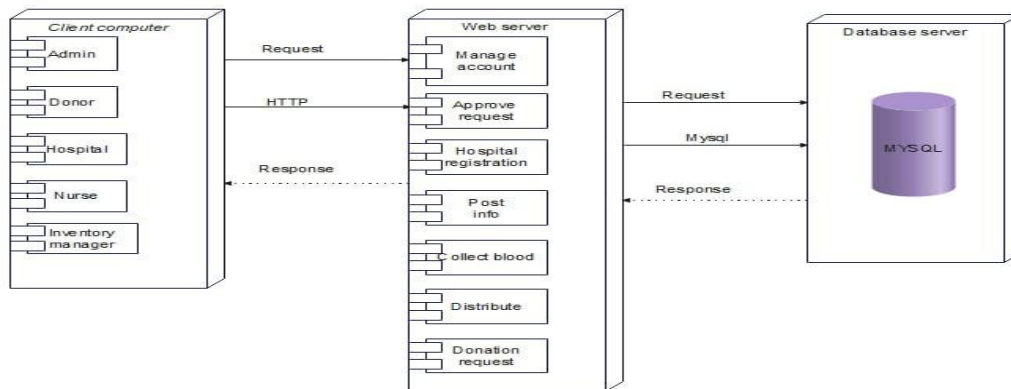 Client computer
Admin
Donor
Hospital
Nurse
Inventory
manager
Request
HTTP
Response
Web server
Manage
account
Approve
request
Hospital
registration
Post
info
Collect blood
Distribute
Donation
request
Request
Mysql
Response
Database server
MYSQL